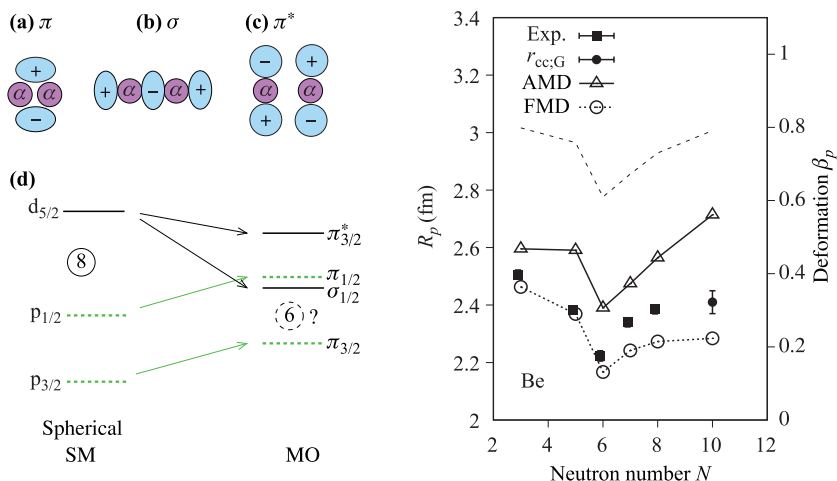 (a) π (b) σ (c) π*
+ α α −
+ α − α +
− + α α + −
(d)
d5/2
8
p1/2
p3/2
π*3/2
π1/2
σ1/2
6 ?
π3/2
Spherical
SM MO
Exp.
rcc;G
AMD
FMD
3.4
3.2
3
2.8
2.6
2.4
2.2
2
Rp (fm)
1
0.8
0.6
0.4
0.2
0
Deformation βp
Be
2 4 6 8 10 12
Neutron number N